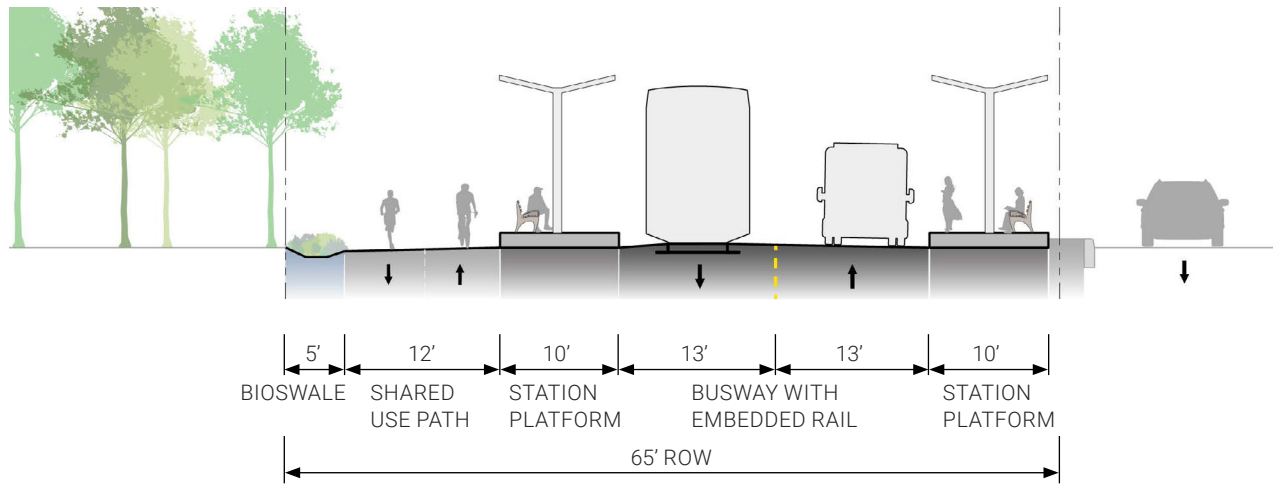 5’ 12’ 10’ 13’ 13’ 10’
BIOSWALE SHARED STATION BUSWAY WITH STATION
USE PATH PLATFORM EMBEDDED RAIL PLATFORM
65’ ROW